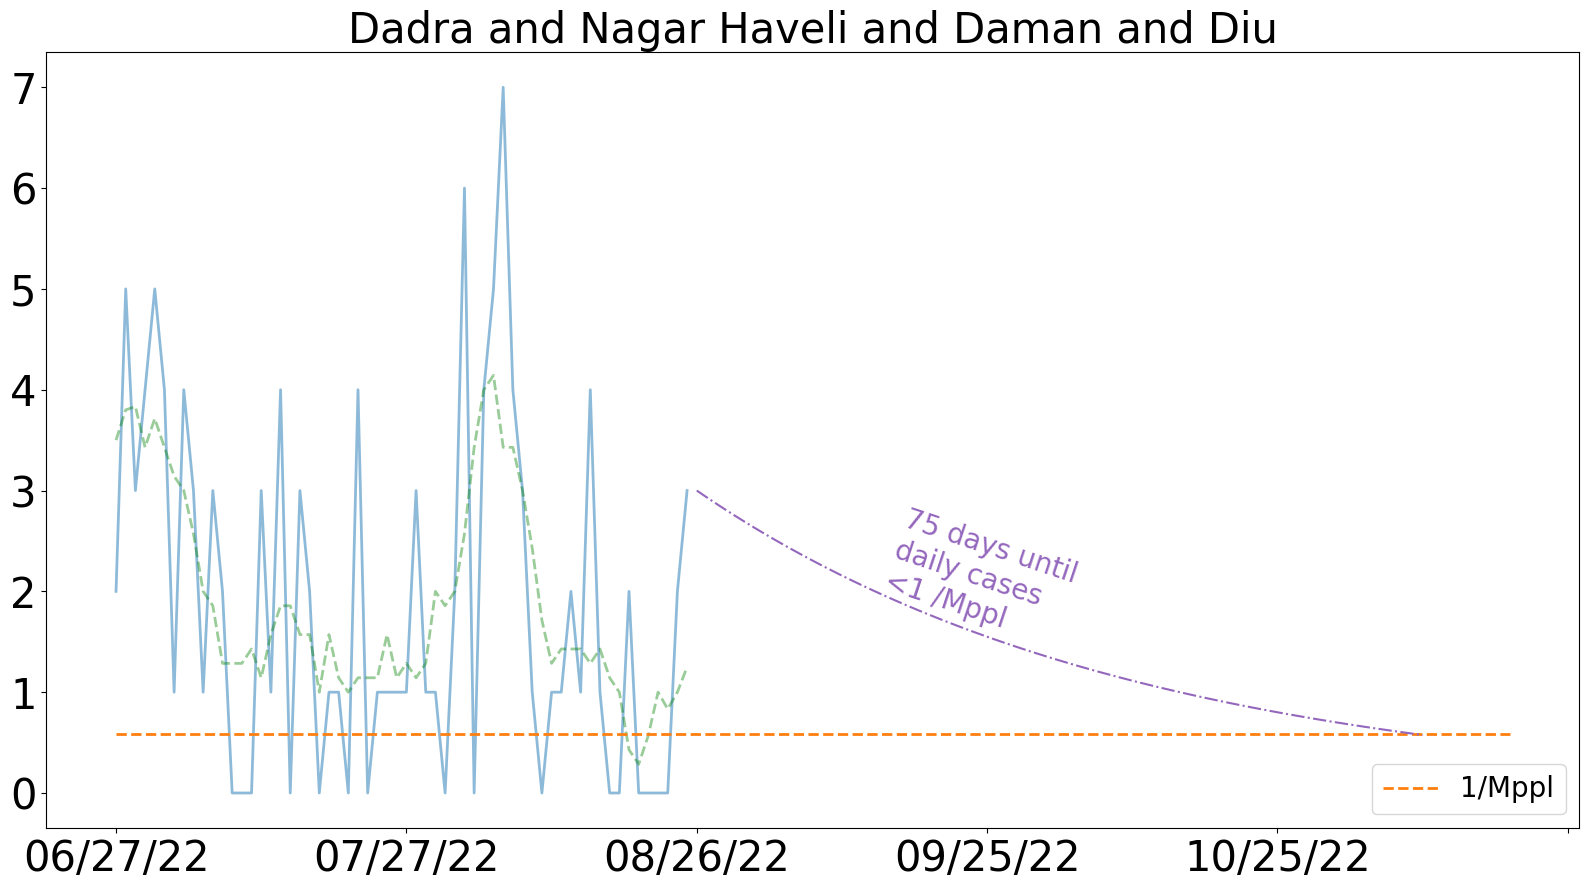 Dadra and Nagar Haveli and Daman and Diu
7
6
5
4
3
2
1
0
75 days until
daily cases
<1 /Mppl
1/Mppl
06/27/22
07/27/22
08/26/22
09/25/22
10/25/22